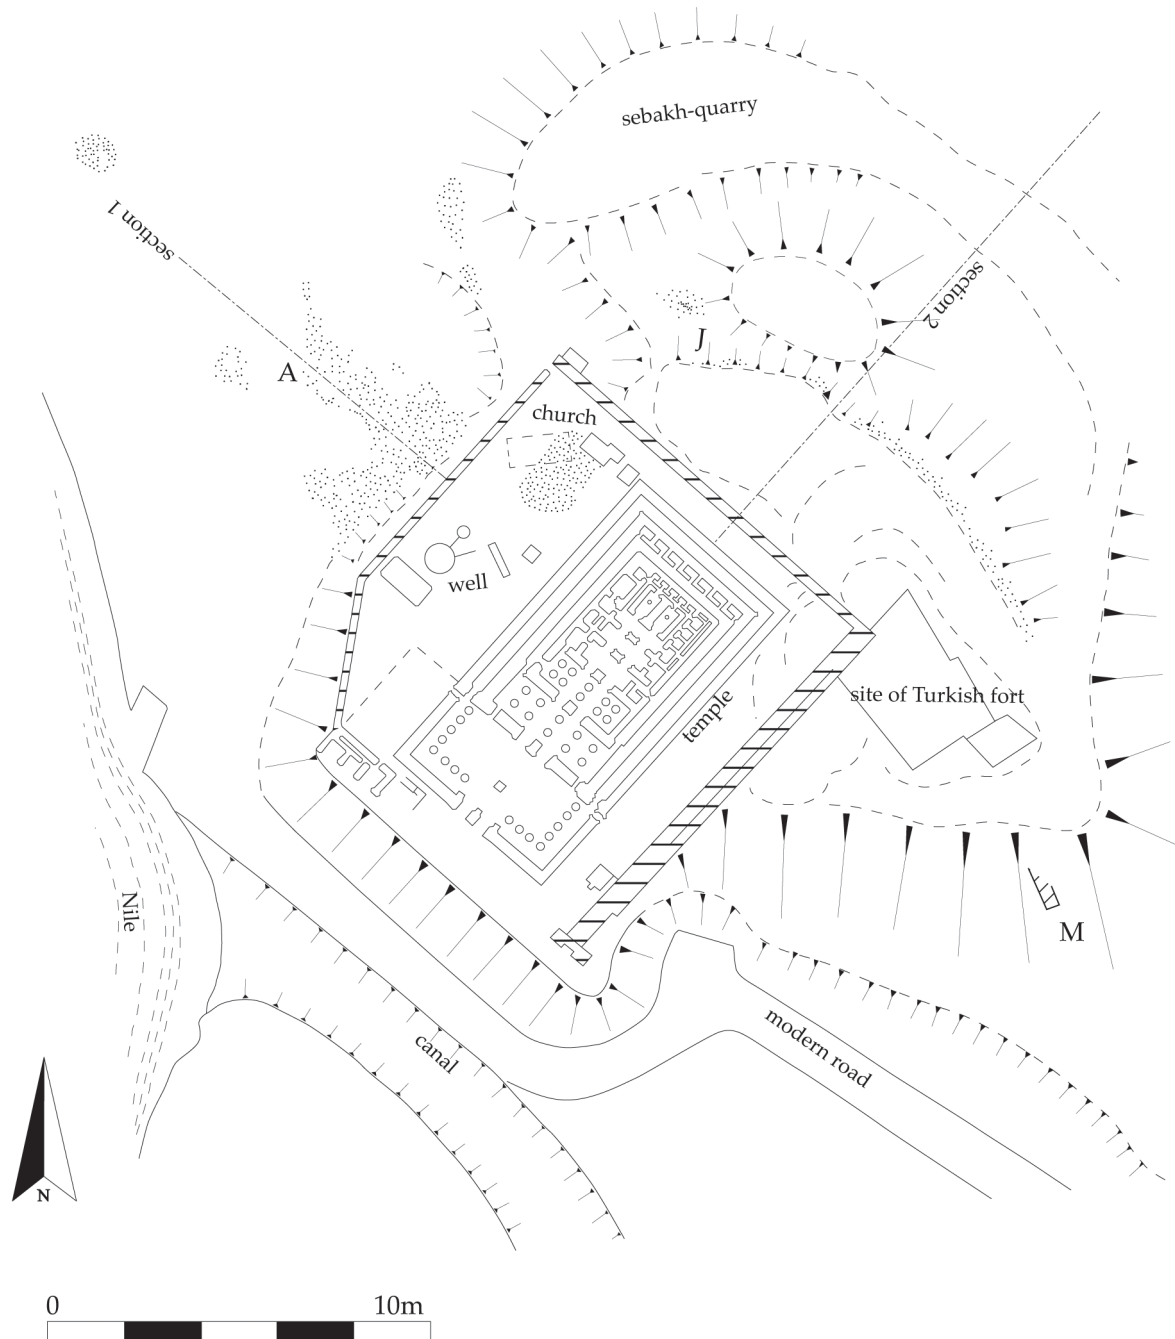 sebakh-quarry
section 1
section 2
J
A
church
well
site of Turkish fort
temple
Nile
M
canal
modern road
N
0 10m